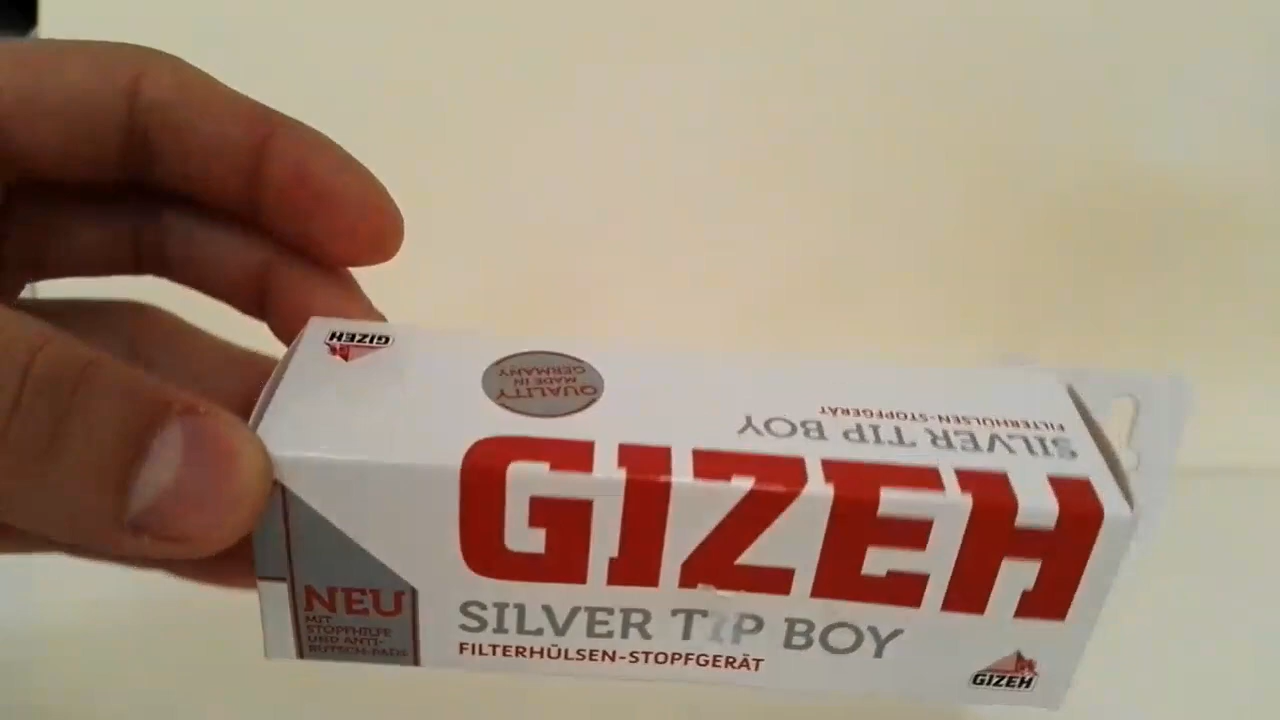 GIZEH
QUALITY
MADE IN
GERMANY
SILVER TIP BOY
FILTERHÜLSEN-STOPFGERÄT
GIZEH
NEU
MIT
STOPFHILFE
UND ANTI-
RUTSCH-PADS
SILVER TIP BOY
FILTERHÜLSEN-STOPFGERÄT
GIZEH